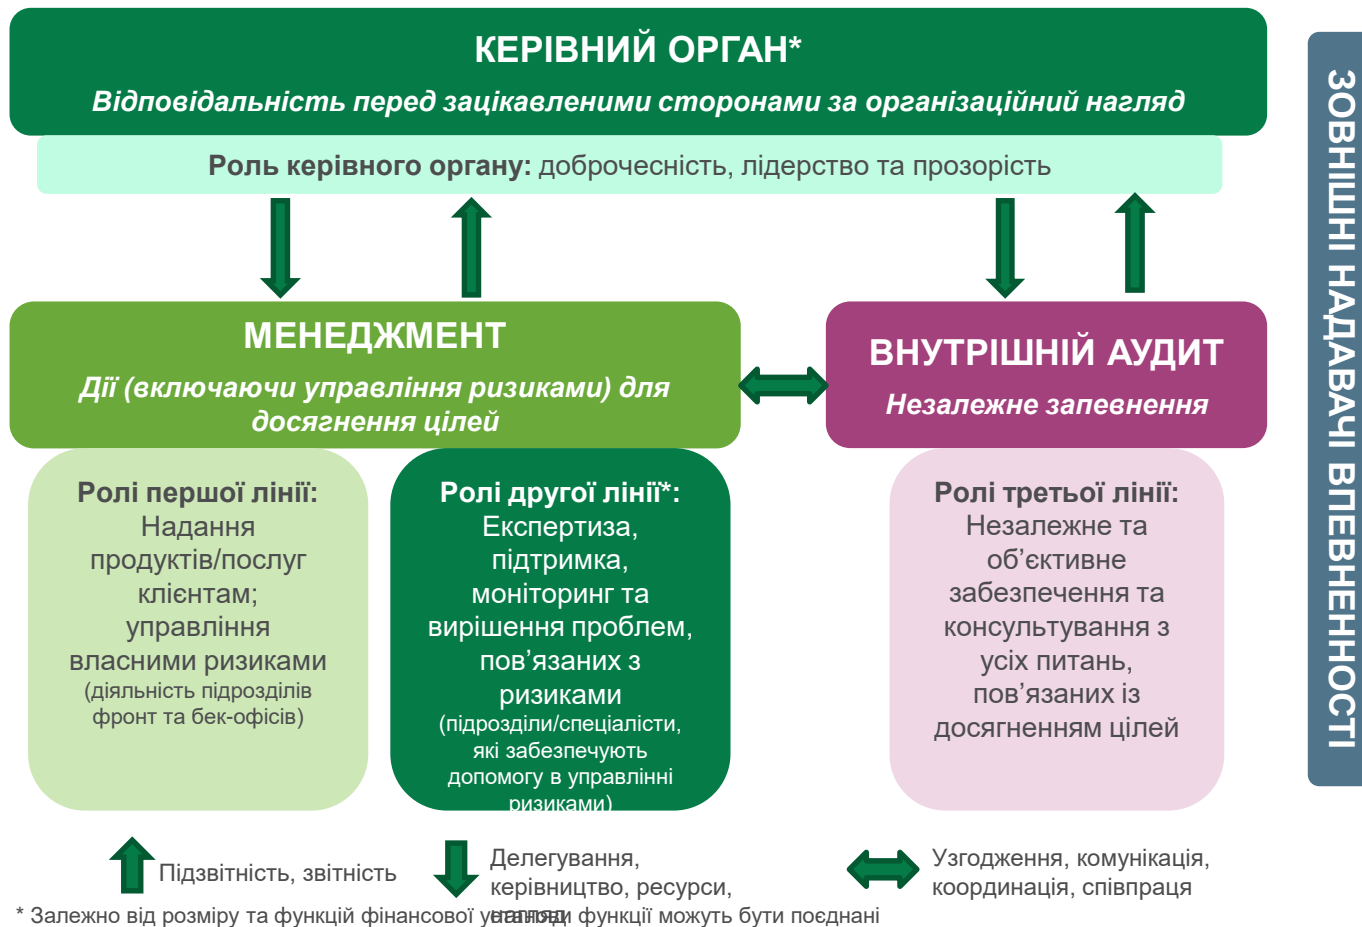 КЕРІВНИЙ ОРГАН*
Відповідальність перед зацікавленими сторонами за організаційний нагляд
Роль керівного органу: доброчесність, лідерство та прозорість
МЕНЕДЖМЕНТ
Дії (включаючи управління ризиками) для
досягнення цілей
ВНУТРІШНІЙ АУДИТ
Незалежне запевнення
Ролі першої лінії:
Надання
продуктів/послуг
клієнтам;
управління
власними ризиками
(діяльність підрозділів
фронт та бек-офісів)
Ролі другої лінії*:
Експертиза,
підтримка,
моніторинг та
вирішення проблем,
пов’язаних з
ризиками
(підрозділи/спеціалісти,
які забезпечують
допомогу в управлінні
ризиками)
Ролі третьої лінії:
Незалежне та
об’єктивне
забезпечення та
консультування з
усіх питань,
пов’язаних із
досягненням цілей
ЗОВНІШНІ НАДАВАЧІ ВПЕВНЕННОСТІ
Підзвітність, звітність
Делегування,
керівництво, ресурси,
нагляд
Узгодження, комунікація,
координація, співпраця
* Залежно від розміру та функцій фінансової установи функції можуть бути поєднані